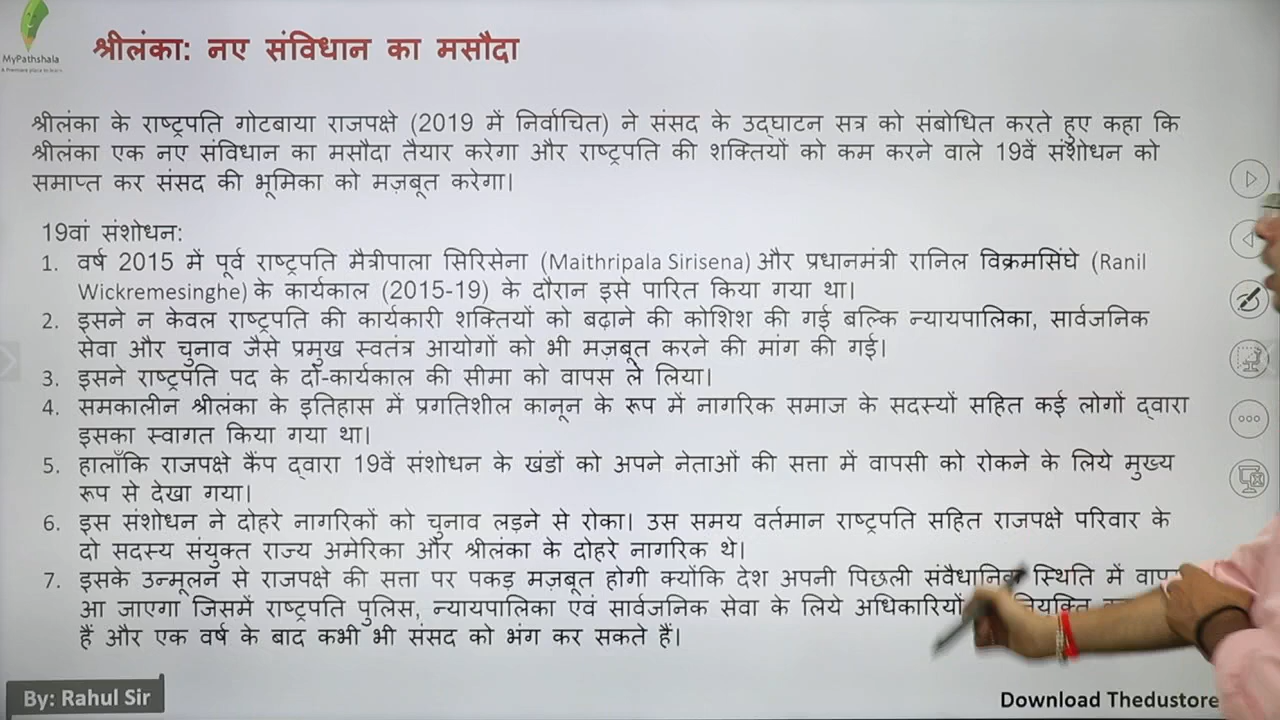 MyPathshala
श्रीलंका: नए संविधान का मसौदा
श्रीलंका के राष्ट्रपति गोटबाया राजपक्षे (2019 में निर्वाचित) ने संसद के उद्घाटन सत्र को संबोधित करते हुए कहा कि
श्रीलंका एक नए संविधान का मसौदा तैयार करेगा और राष्ट्रपति की शक्तियों को कम करने वाले 19वें संशोधन को
समाप्त कर संसद की भूमिका को मज़बूत करेगा।
19वां संशोधन:
1. वर्ष 2015 में पूर्व राष्ट्रपति मैत्रीपाला सिरिसेना (Maithripala Sirisena) और प्रधानमंत्री रानिल विक्रमसिंघे (Ranil
Wickremesinghe) के कार्यकाल (2015-19) के दौरान इसे पारित किया गया था।
2. इसने न केवल राष्ट्रपति की कार्यकारी शक्तियों को बढ़ाने की कोशिश की गई बल्कि न्यायपालिका, सार्वजनिक
सेवा और चुनाव जैसे प्रमुख स्वतंत्र आयोगों को भी मज़बूत करने की मांग की गई।
3. इसने राष्ट्रपति पद के दो-कार्यकाल की सीमा को वापस ले लिया।
4. समकालीन श्रीलंका के इतिहास में प्रगतिशील कानून के रूप में नागरिक समाज के सदस्यों सहित कई लोगों द्वारा
इसका स्वागत किया गया था।
5. हालाँकि राजपक्षे कैंप द्वारा 19वें संशोधन के खंडों को अपने नेताओं की सत्ता में वापसी को रोकने के लिये मुख्य
रूप से देखा गया।
6. इस संशोधन ने दोहरे नागरिकों को चुनाव लड़ने से रोका। उस समय वर्तमान राष्ट्रपति सहित राजपक्षे परिवार के
दो सदस्य संयुक्त राज्य अमेरिका और श्रीलंका के दोहरे नागरिक थे।
7. इसके उन्मूलन से राजपक्षे की सत्ता पर पकड़ मज़बूत होगी क्योंकि देश अपनी पिछली संवैधानिक स्थिति में
आ जाएगा जिसमें राष्ट्रपति पुलिस, न्यायपालिका एवं सार्वजनिक सेवा के लिये अधिकारियों
हैं और एक वर्ष के बाद कभी भी संसद को भंग कर सकते हैं।
By: Rahul Sir
Download Thedustore